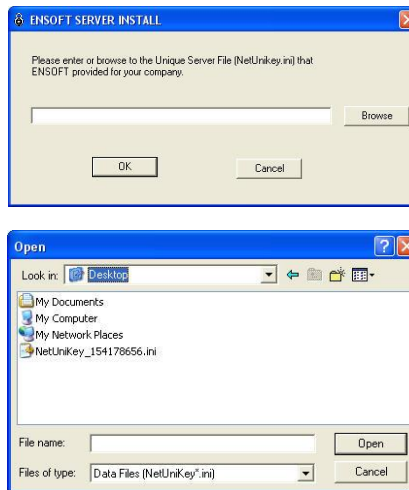 ENSOFT SERVER INSTALL
Please enter or browse to the Unique Server File (NetUnikey.ini) that
ENSOFT provided for your company.
Browse
OK
Cancel
Open
Look in:
Desktop
My Documents
My Computer
My Network Places
NetUniKey_154178656.ini
File name:
Open
Files of type:
Data Files (NetUniKey*.ini)
Cancel